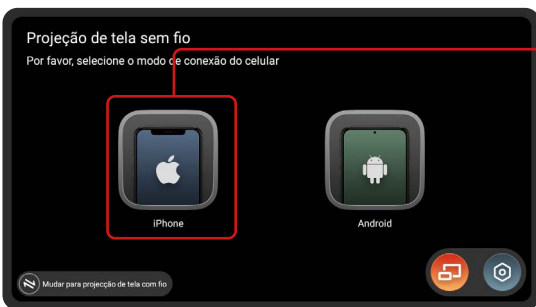 Projeção de tela sem fio
Por favor, selecione o modo de conexão do celular
iPhone
Android
Mudar para projecção de tela com fio